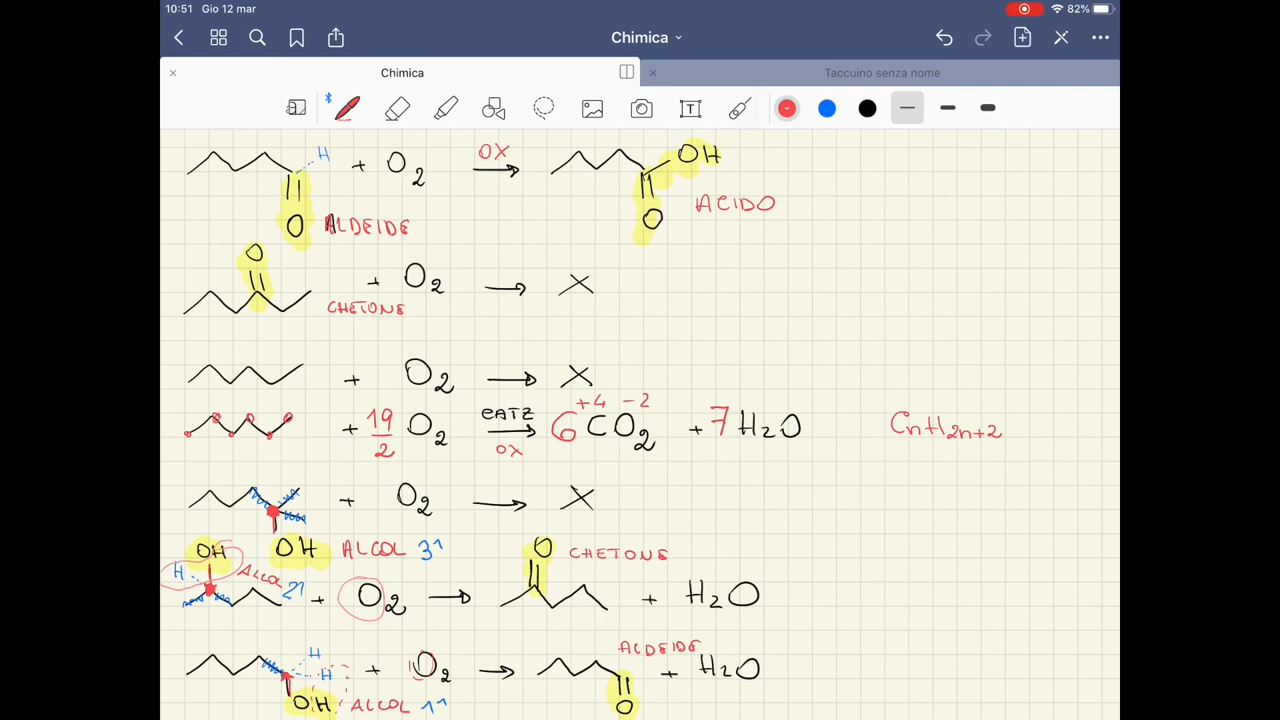 10:51 Gio 12 mar 82%
Chimica
Chimica Taccuino senza nome
H + O2 OX OH
O ALDEIDE O ACIDO
O
+ O2 X
CHETONE
+ O2 X
+ 19/2 O2 CATZ OX 6 +4 -2 CO2 + 7 H2O CnH2n+2
+ O2 X
OH OH ALCOL 3^ O CHETONE
H ALCOL 2^ + O2 + H2O
H H + O2 ALDEIDE + H2O
OH ALCOL 1^ O